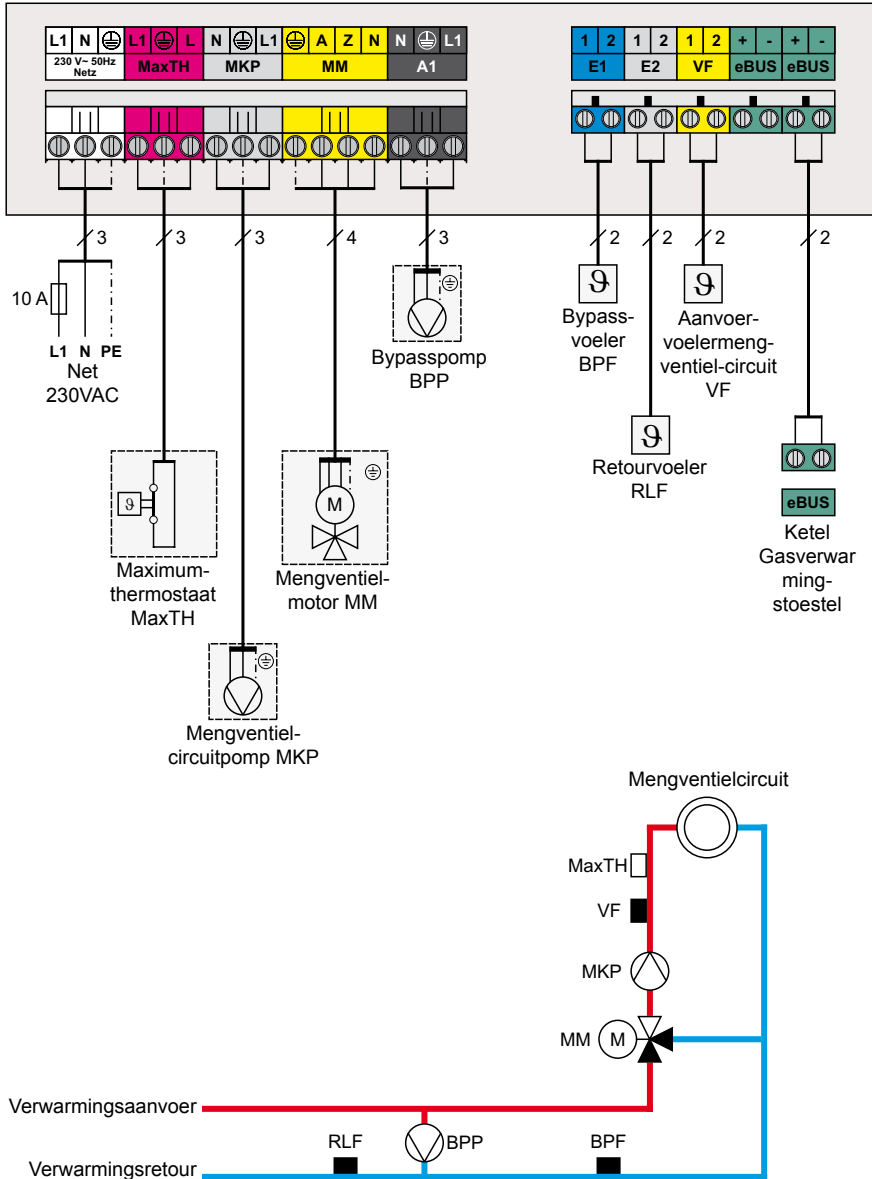 L1 N L1 L N L1 A Z N N L1
230 V~ 50Hz
Netz
MaxTH MKP MM A1
1 2 1 2 1 2 + - + -
E1 E2 VF eBUS eBUS
3 3 3 4 3 2 2 2 2
10 A
L1 N PE
Net
230VAC
Bypasspomp
BPP
ϑ
Bypass-
voeler
BPF
ϑ
Aanvoer-
voelermeng-
ventiel-circuit
VF
ϑ
Retourvoeler
RLF
eBUS
Ketel
Gasverwar
ming-
stoestel
ϑ
Maximum-
thermostaat
MaxTH
M
Mengventiel-
motor MM
Mengventiel-
circuitpomp MKP
Mengventielcircuit
MaxTH
VF
MKP
MM M
Verwarmingsaanvoer
RLF BPP BPF
Verwarmingsretour